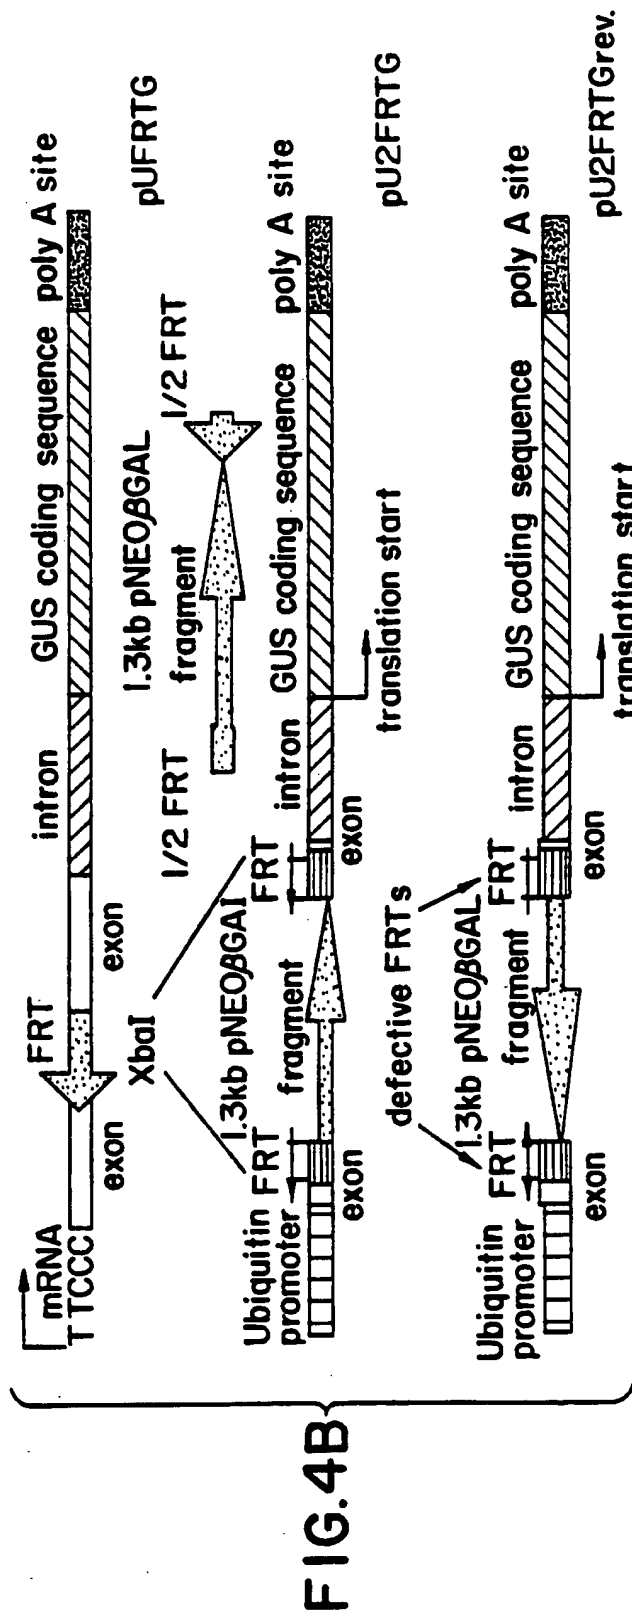 FIG.4B
mRNA
TTCCC
exon
FRT
exon
intron
GUS coding sequence
poly A site
pUFRTG
XbaI
1/2 FRT
1.3kb pNEOβGAL
fragment
1/2 FRT
Ubiquitin
promoter
FRT
exon
1.3kb pNEOβGAl
fragment
FRT
exon
intron
GUS coding sequence
poly A site
translation start
pU2FRTG
defective FRTs
Ubiquitin
promoter
FRT
exon
1.3kb pNEOβGAL
fragment
FRT
exon
intron
GUS coding sequence
poly A site
translation start
pU2FRTGrev.